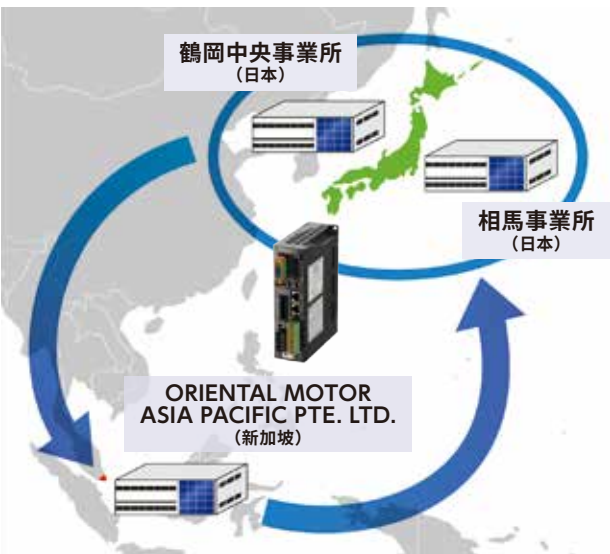 鶴岡中央事業所
（日本）
相馬事業所
（日本）
ORIENTAL MOTOR
ASIA PACIFIC PTE. LTD.
（新加坡）